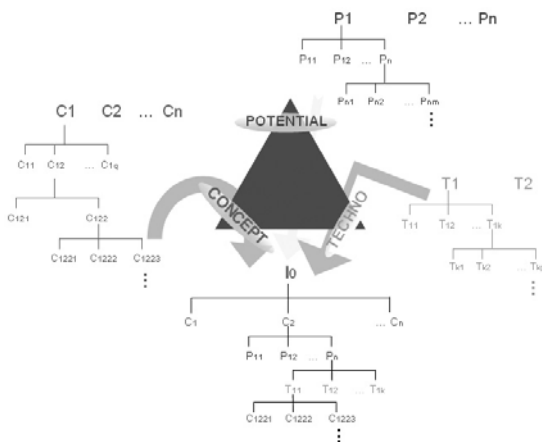 P1 P2 ... Pn
P11 P12 ... Pn
Pn1 Pn2 ... Pnm
⋮
POTENTIAL
C1 C2 ... Cn
C11 C12 ... C1q
C121 C122
C1221 C1222 C1223
⋮
CONCEPT
TECHNO
T1 T2
T11 T12 ... T1k
Tk1 Tk2 ... Tkq
⋮
I0
C1 C2 ... Cn
P11 P12 ... Pn
T11 T12 ... T1k
C1221 C1222 C1223
⋮